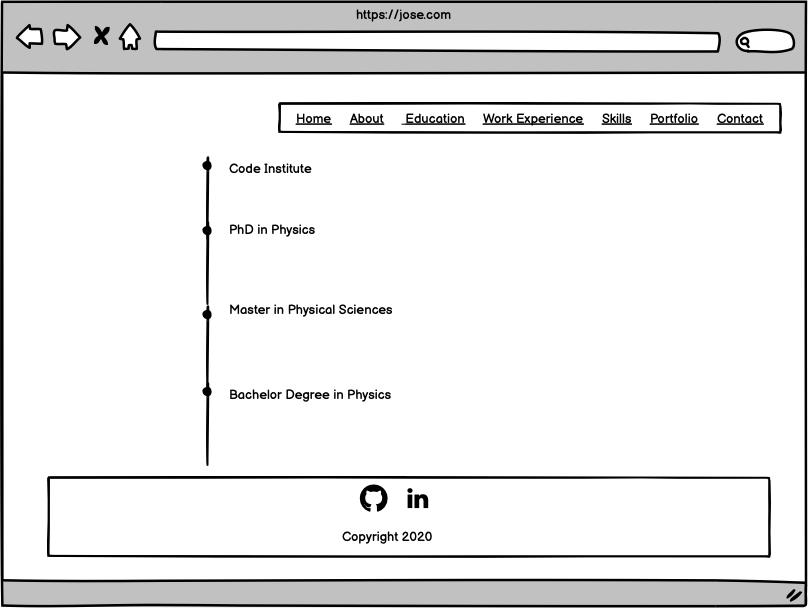 https://jose.com
Home About Education Work Experience Skills Portfolio Contact
Code Institute
PhD in Physics
Master in Physical Sciences
Bachelor Degree in Physics
in
Copyright 2020